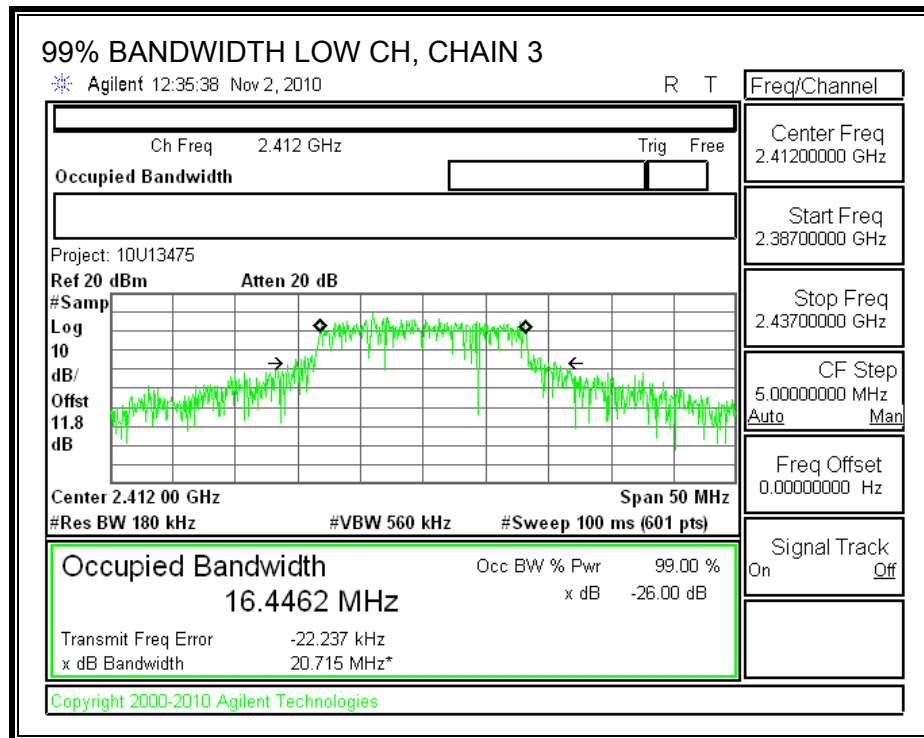 99% BANDWIDTH LOW CH, CHAIN 3
Agilent 12:35:38 Nov 2, 2010 R T
Freq/Channel
Ch Freq 2.412 GHz Trig Free
Occupied Bandwidth
Center Freq
2.41200000 GHz
Start Freq
2.38700000 GHz
Stop Freq
2.43700000 GHz
CF Step
5.00000000 MHz
Auto Man
Freq Offset
0.00000000 Hz
Signal Track
On Off
Project: 10U13475
Ref 20 dBm Atten 20 dB
#Samp
Log
10
dB/
Offst
11.8
dB
Center 2.412 00 GHz Span 50 MHz
#Res BW 180 kHz #VBW 560 kHz #Sweep 100 ms (601 pts)
Occupied Bandwidth
16.4462 MHz
Occ BW % Pwr 99.00 %
x dB -26.00 dB
Transmit Freq Error -22.237 kHz
x dB Bandwidth 20.715 MHz*
Copyright 2000-2010 Agilent Technologies